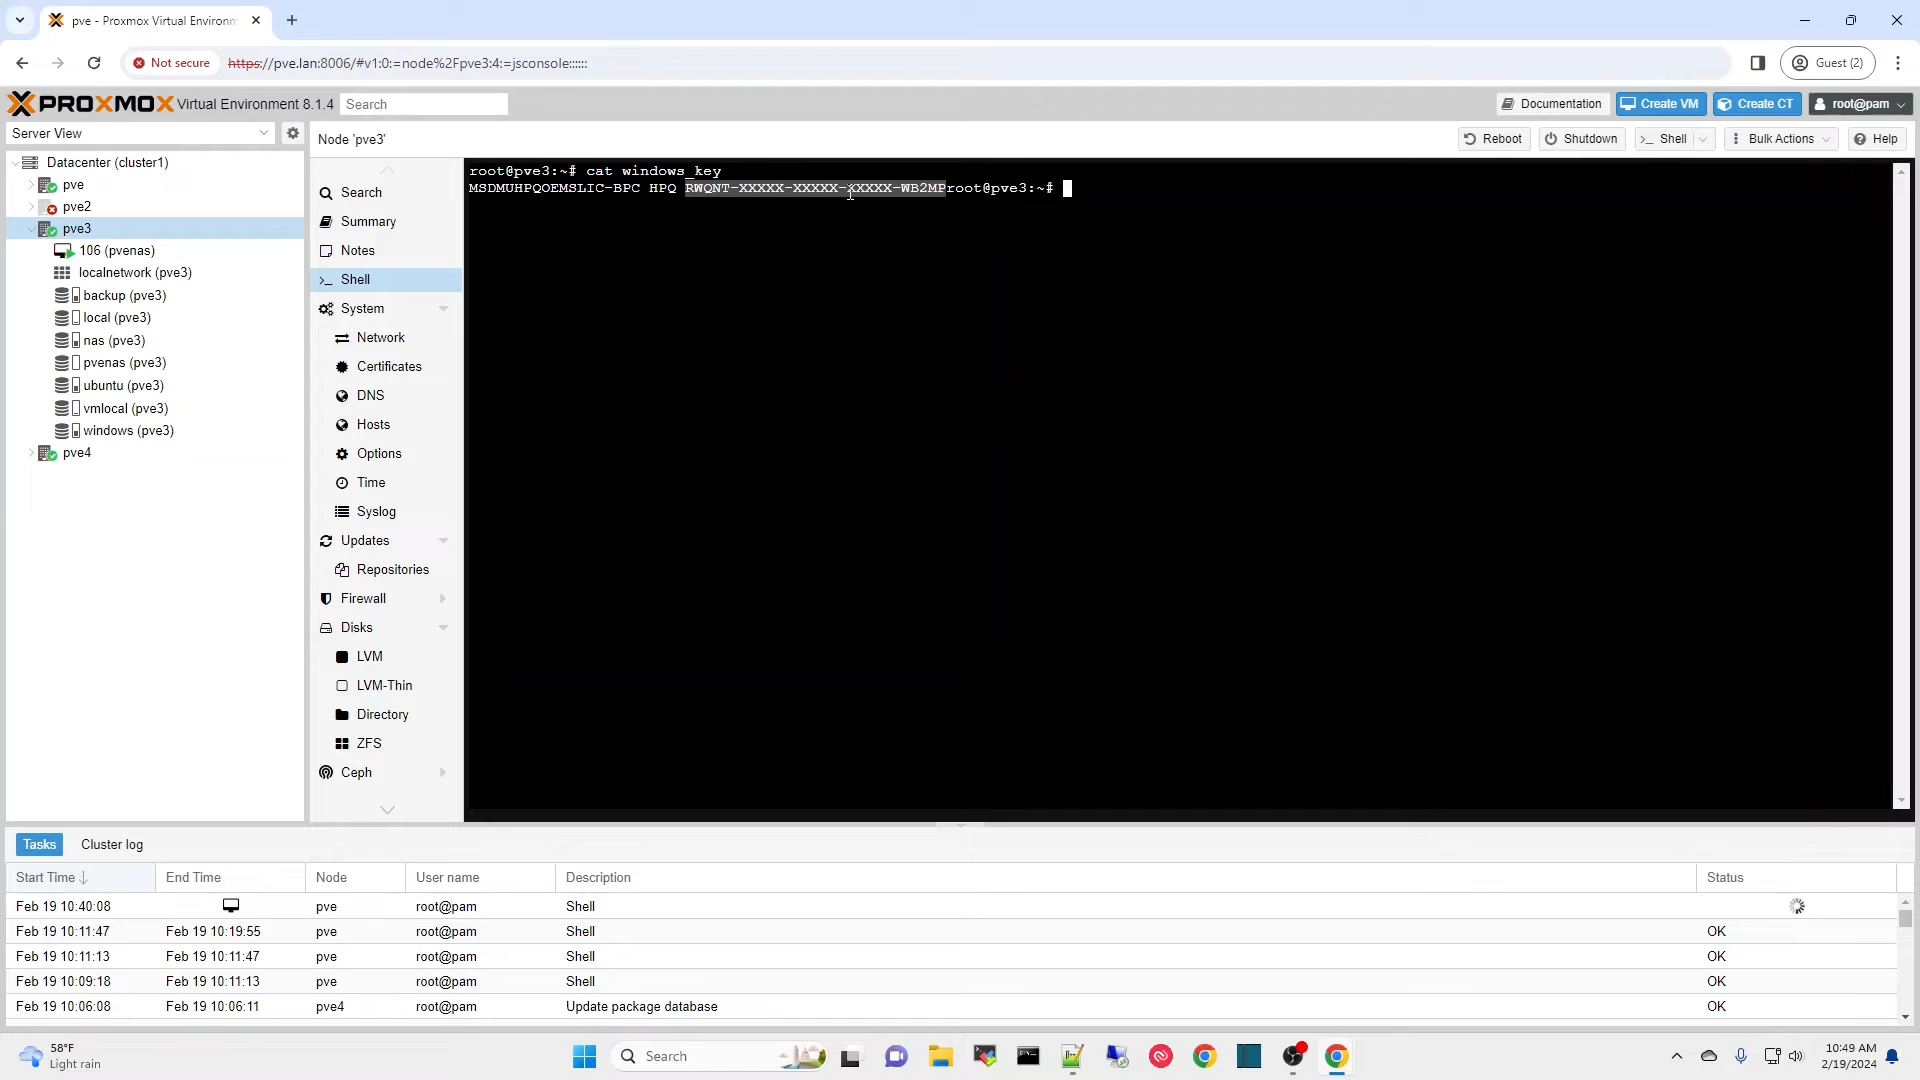 pve - Proxmox Virtual Environm
Not secure
https://pve.lan:8006/#v1:0:=node%2Fpve3:4:=jsconsole::::::
Guest (2)
PROXMOX Virtual Environment 8.1.4
Search
Documentation
Create VM
Create CT
root@pam
Server View
Node 'pve3'
Reboot
Shutdown
>_ Shell
Bulk Actions
Help
Datacenter (cluster1)
pve
pve2
pve3
106 (pvenas)
localnetwork (pve3)
backup (pve3)
local (pve3)
nas (pve3)
pvenas (pve3)
ubuntu (pve3)
vmlocal (pve3)
windows (pve3)
pve4
Search
Summary
Notes
>_ Shell
System
Network
Certificates
DNS
Hosts
Options
Time
Syslog
Updates
Repositories
Firewall
Disks
LVM
LVM-Thin
Directory
ZFS
Ceph
root@pve3:~# cat windows_key
MSDMUHPQOEMSLIC-BPC HPQ RWQNT-XXXXX-XXXXX-XXXXX-WB2MProot@pve3:~#
Tasks
Cluster log
Start Time End Time Node User name Description Status
Feb 19 10:40:08 pve root@pam Shell
Feb 19 10:11:47 Feb 19 10:19:55 pve root@pam Shell OK
Feb 19 10:11:13 Feb 19 10:11:47 pve root@pam Shell OK
Feb 19 10:09:18 Feb 19 10:11:13 pve root@pam Shell OK
Feb 19 10:06:08 Feb 19 10:06:11 pve4 root@pam Update package database OK
58°F
Light rain
Search
10:49 AM
2/19/2024